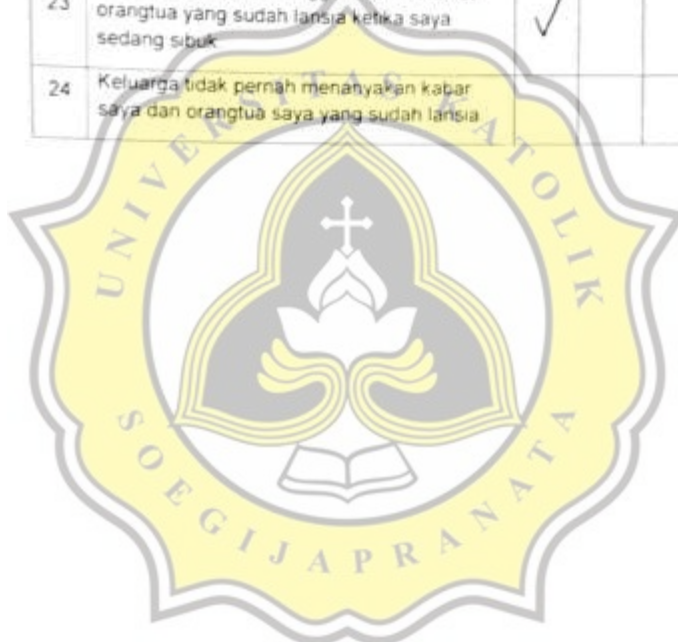 23
orangtua yang sudah lansia ketika saya
sedang sibuk
✓
24
Keluarga tidak pernah menanyakan kabar
saya dan orangtua saya yang sudah lansia
UNIVERSITAS KATOLIK
SOEGIJAPRANATA